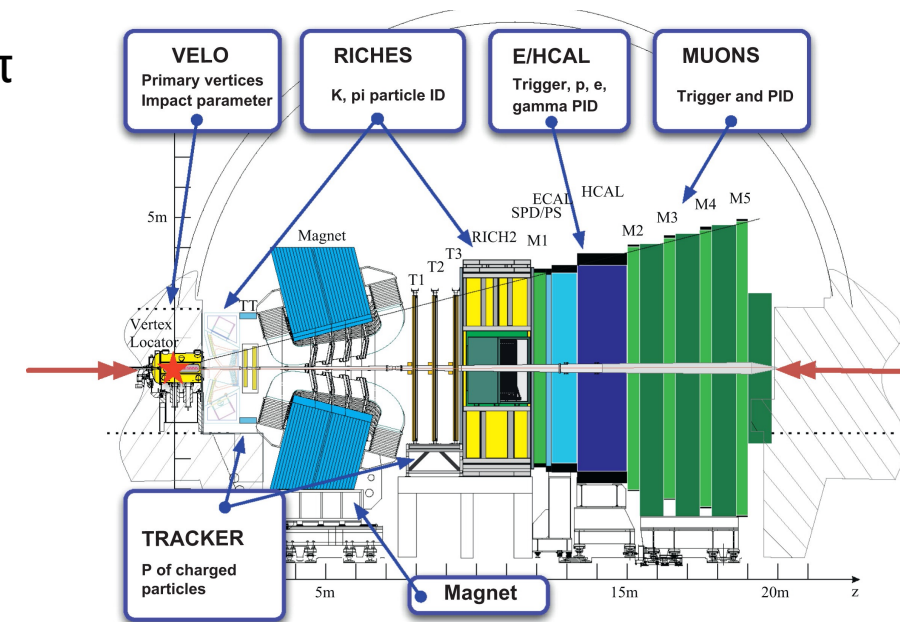 π
VELO
Primary vertices
Impact parameter
RICHES
K, pi particle ID
E/HCAL
Trigger, p, e,
gamma PID
MUONS
Trigger and PID
5m
Magnet
ECAL
HCAL
SPD/PS
RICH2
M1
M2
M3
M4
M5
T1
T2
T3
TT
Vertex
Locator
TRACKER
P of charged
particles
Magnet
5m
15m
20m
z